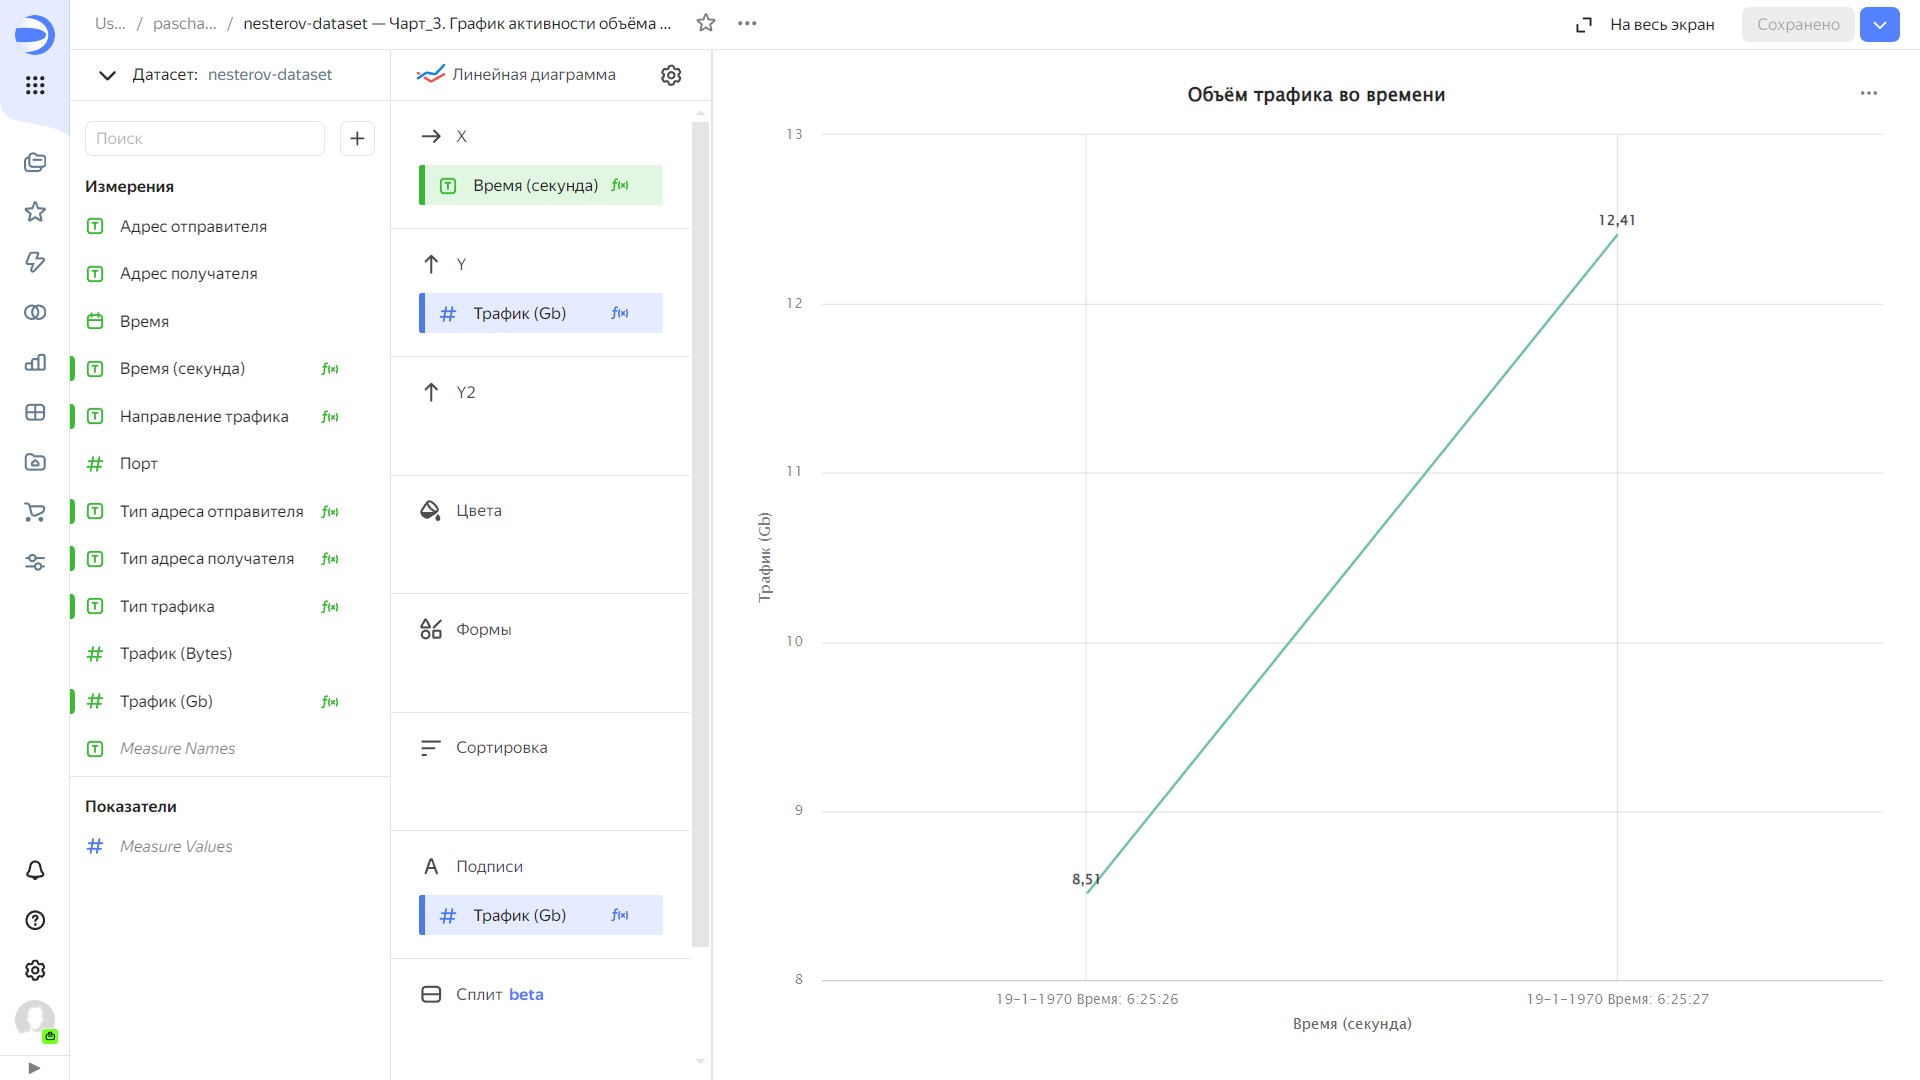 Us... / pascha... / nesterov-dataset — Чарт_3. График активности объёма ...
На весь экран
Сохранено
Датасет: nesterov-dataset
Поиск
Измерения
Адрес отправителя
Адрес получателя
Время
Время (секунда) f(x)
Направление трафика f(x)
Порт
Тип адреса отправителя f(x)
Тип адреса получателя f(x)
Тип трафика f(x)
Трафик (Bytes)
Трафик (Gb) f(x)
Measure Names
Показатели
Measure Values
Линейная диаграмма
X
Время (секунда) f(x)
Y
Трафик (Gb) f(x)
Y2
Цвета
Формы
Сортировка
Подписи
Трафик (Gb) f(x)
Сплит beta
Объём трафика во времени
13
12
11
10
9
8
Трафик (Gb)
12,41
8,51
19-1-1970 Время: 6:25:26
19-1-1970 Время: 6:25:27
Время (секунда)